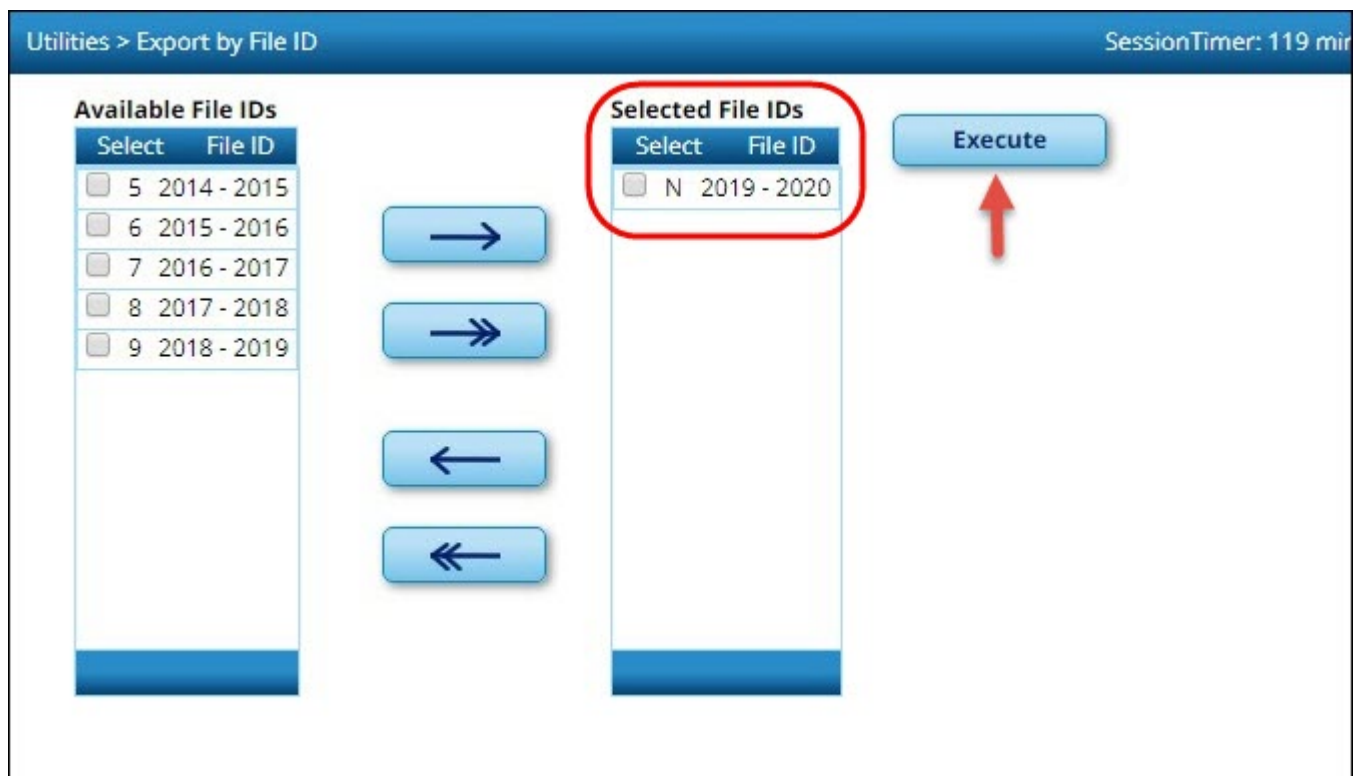 Utilities > Export by File ID
SessionTimer: 119 min
Available File IDs
Select File ID
5 2014 - 2015
6 2015 - 2016
7 2016 - 2017
8 2017 - 2018
9 2018 - 2019
Selected File IDs
Select File ID
N 2019 - 2020
Execute